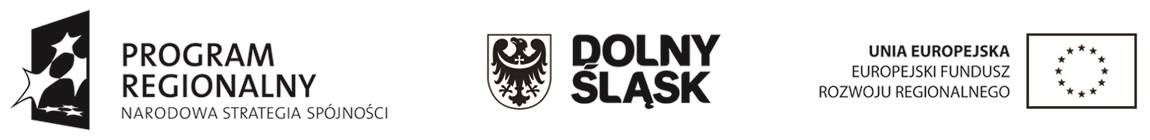 PROGRAM
REGIONALNY
NARODOWA STRATEGIA SPÓJNOŚCI
DOLNY
ŚLĄSK
UNIA EUROPEJSKA
EUROPEJSKI FUNDUSZ
ROZWOJU REGIONALNEGO